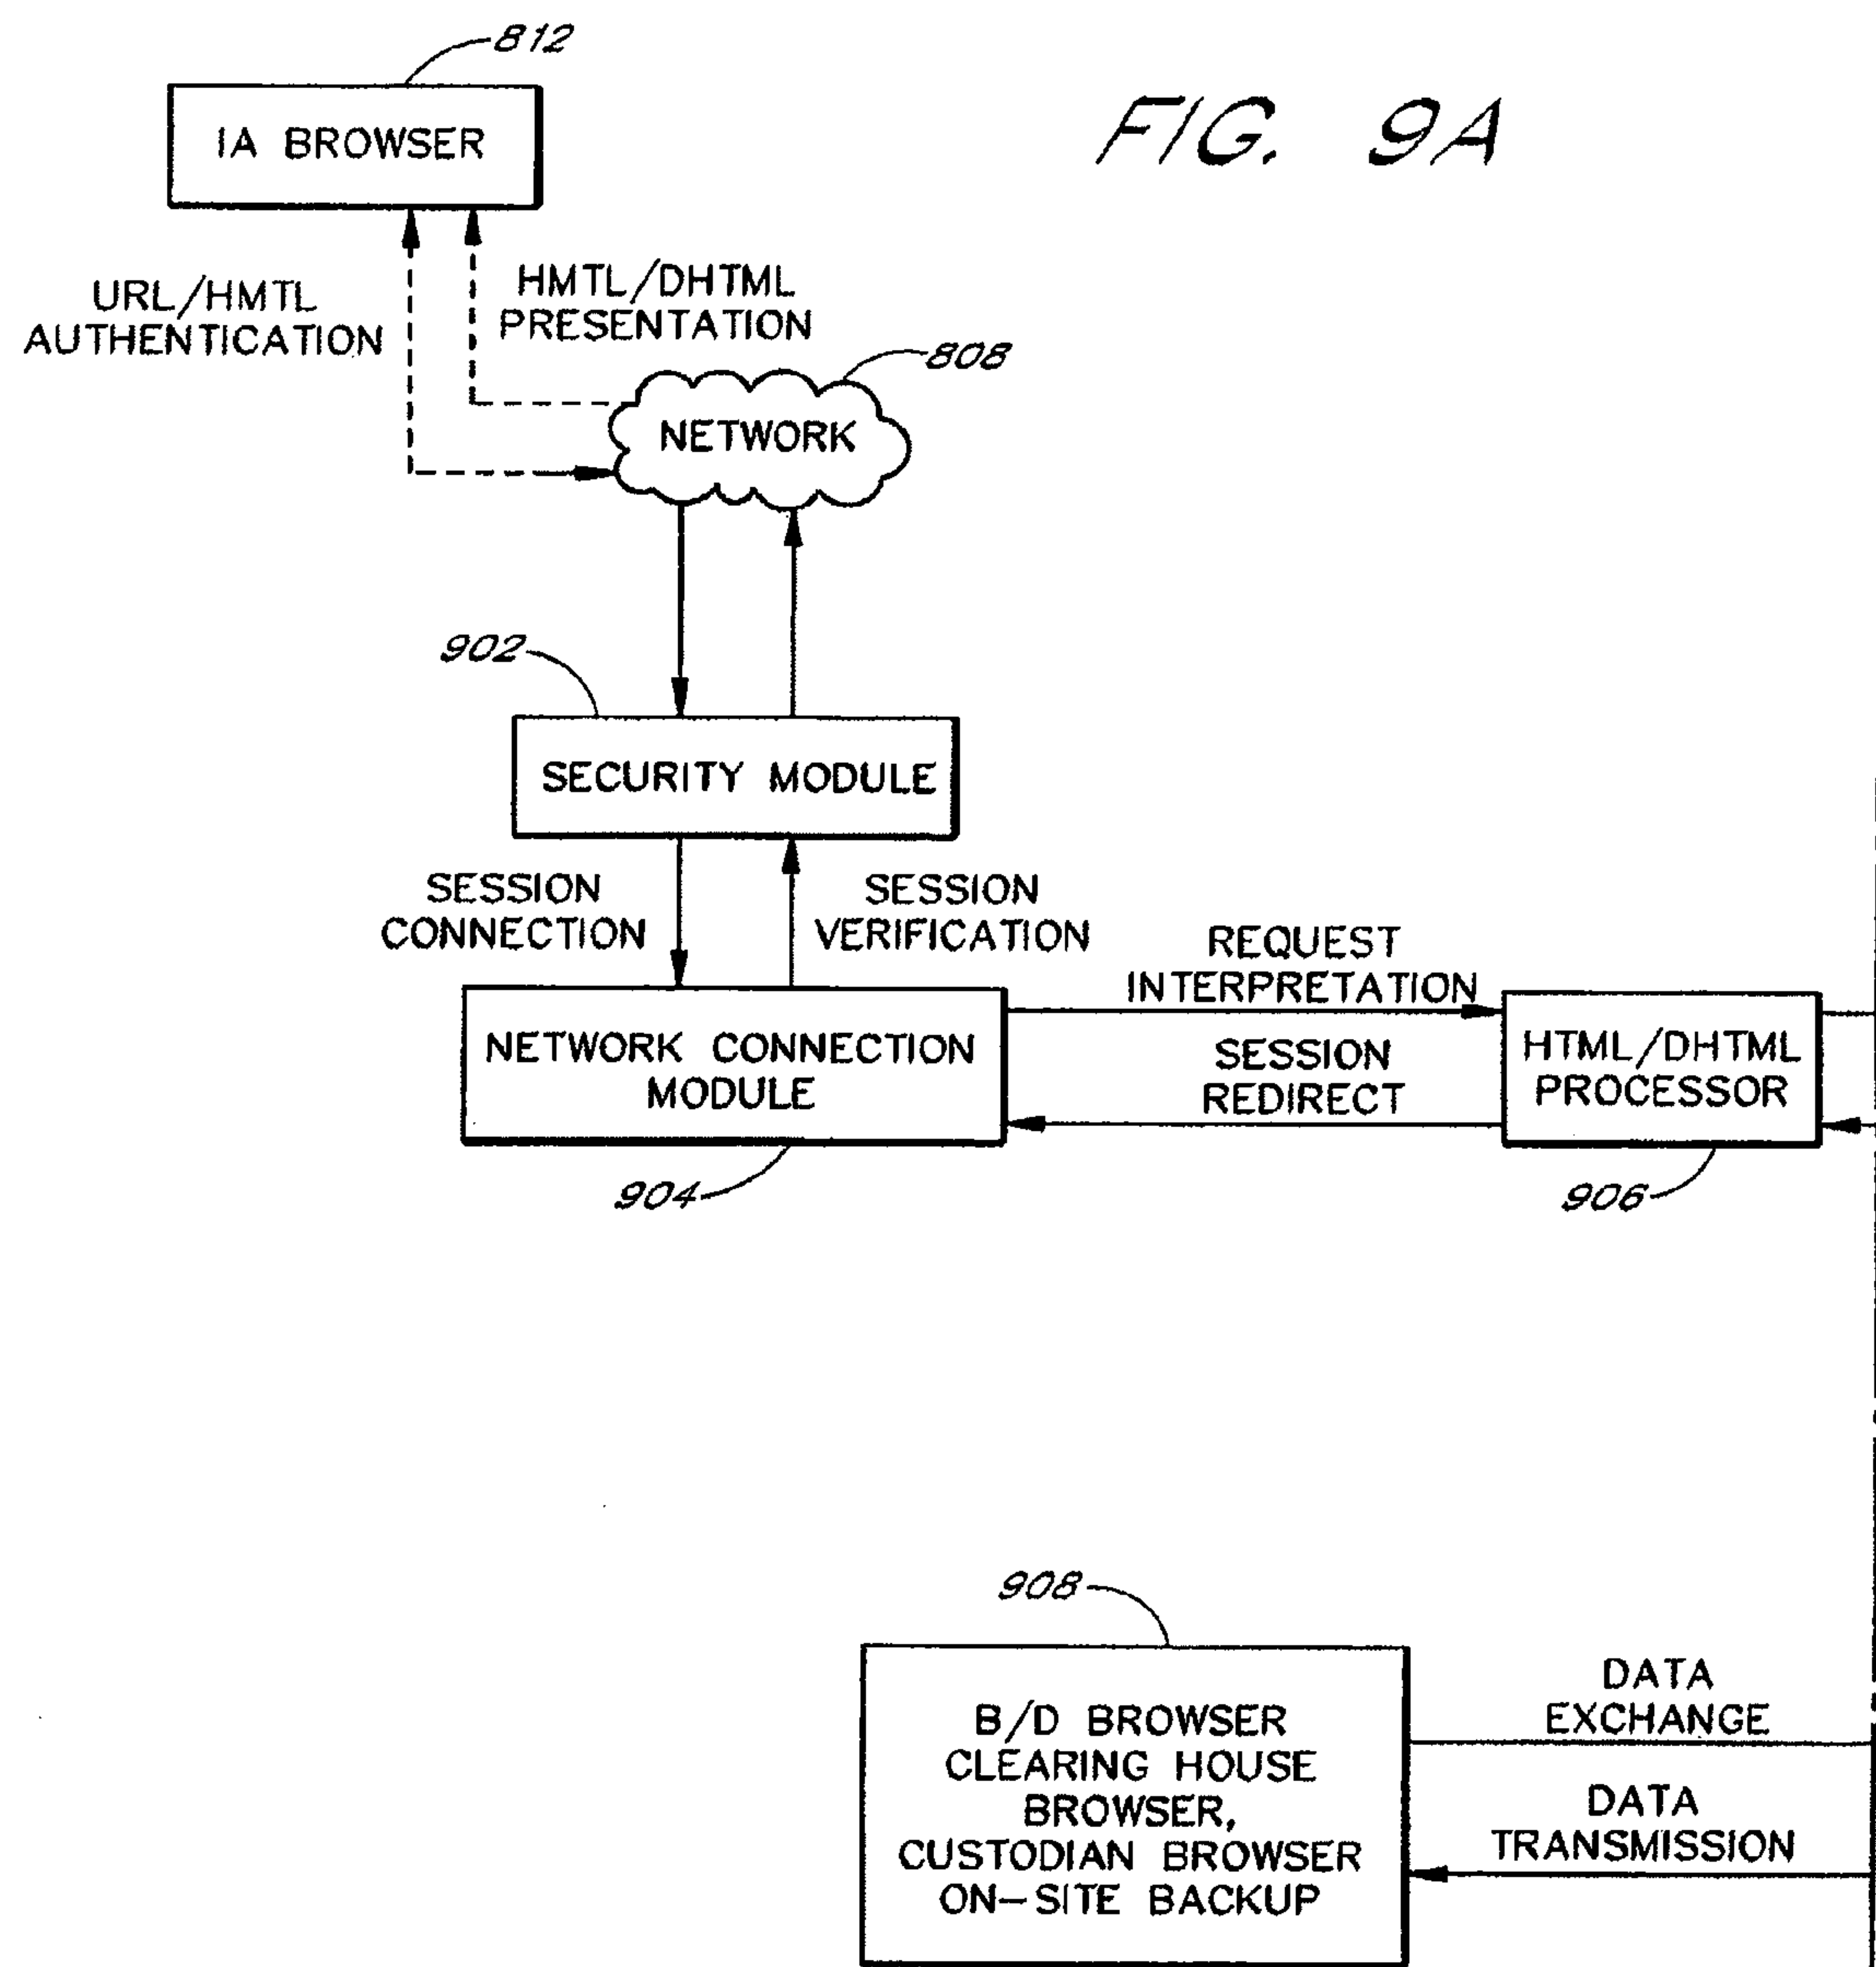 812
IA BROWSER
FIG. 9A
URL/HMTL
AUTHENTICATION
HMTL/DHTML
PRESENTATION
808
NETWORK
902
SECURITY MODULE
SESSION
CONNECTION
SESSION
VERIFICATION
REQUEST
INTERPRETATION
NETWORK CONNECTION
MODULE
SESSION
REDIRECT
HTML/DHTML
PROCESSOR
904
906
908
B/D BROWSER
CLEARING HOUSE
BROWSER,
CUSTODIAN BROWSER
ON-SITE BACKUP
DATA
EXCHANGE
DATA
TRANSMISSION